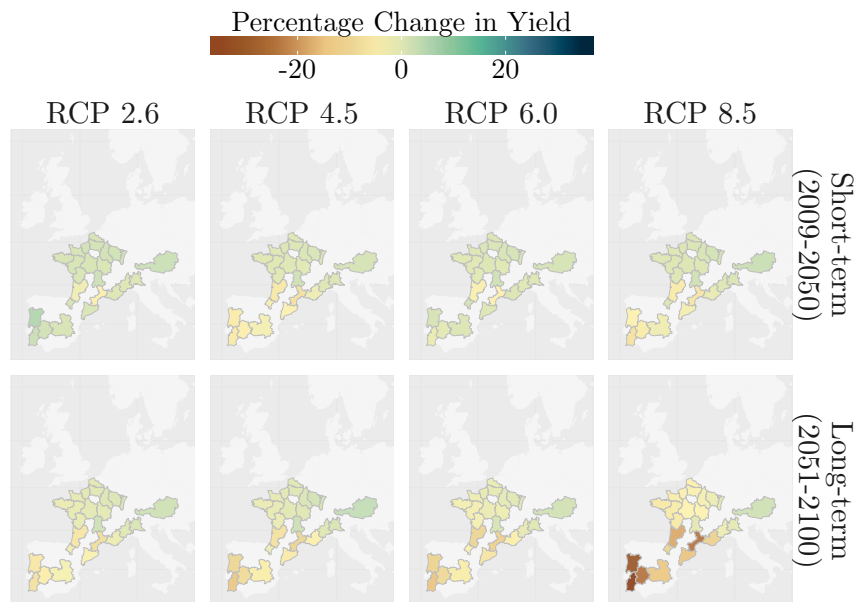 Percentage Change in Yield
-20 0 20
RCP 2.6 RCP 4.5 RCP 6.0 RCP 8.5
Short-term
(2009-2050)
Long-term
(2051-2100)